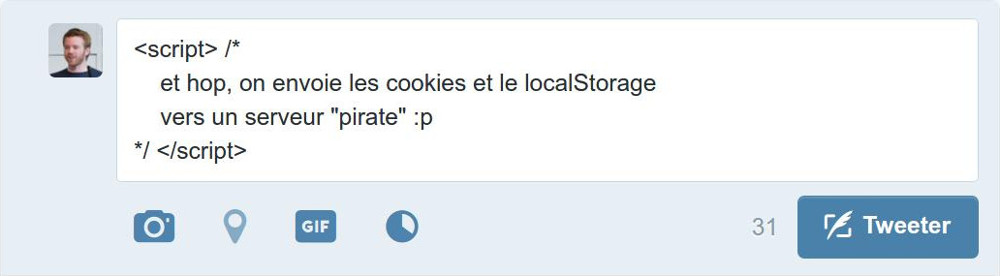 <script> /*
et hop, on envoie les cookies et le localStorage
vers un serveur "pirate" :p
*/ </script>
GIF
31
Tweeter